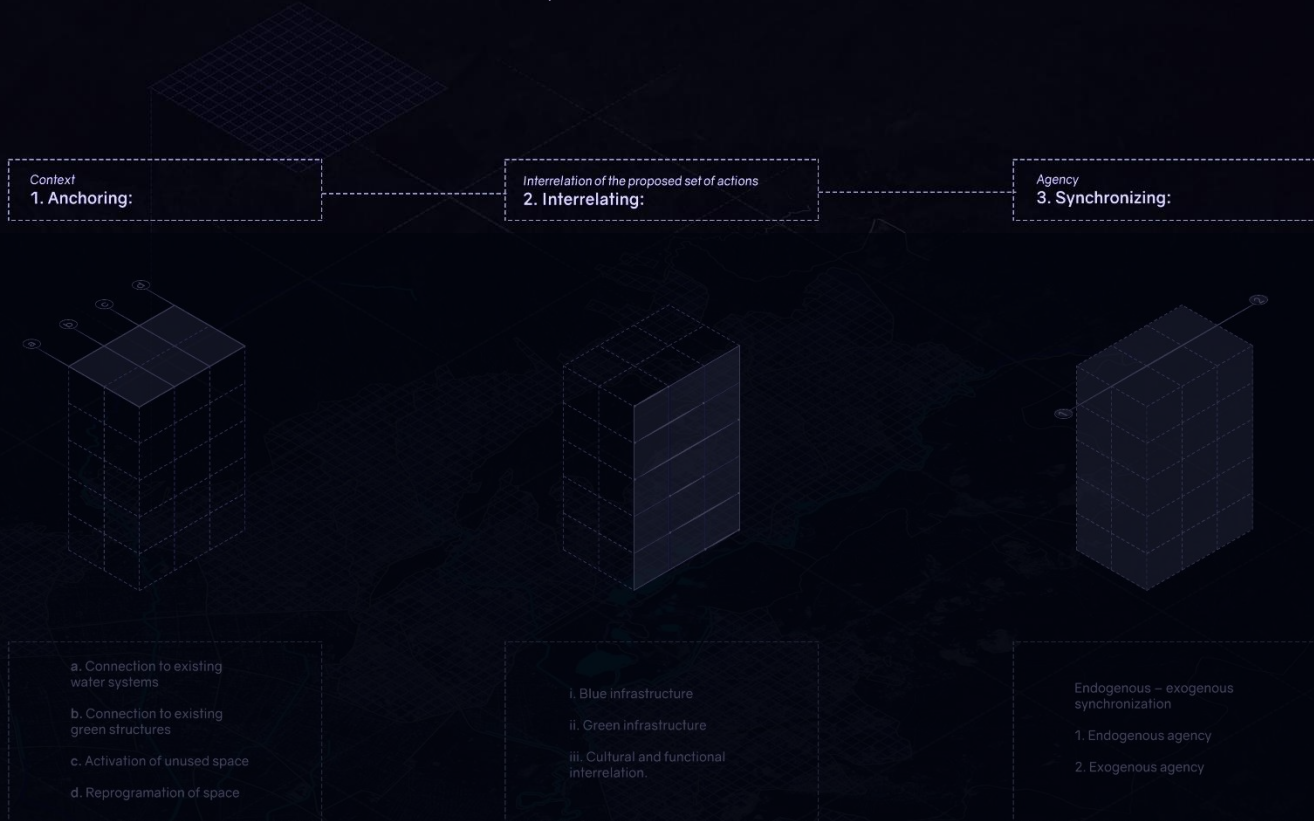 Context
1. Anchoring:
Interrelation of the proposed set of actions
2. Interrelating:
Agency
3. Synchronizing:
a
b
c
2
1
a. Connection to existing
water systems
b. Connection to existing
green structures
c. Activation of unused space
d. Reprogramation of space
i. Blue infrastructure
ii. Green infrastructure
iii. Cultural and functional
interrelation.
Endogenous – exogenous
synchronization
1. Endogenous agency
2. Exogenous agency